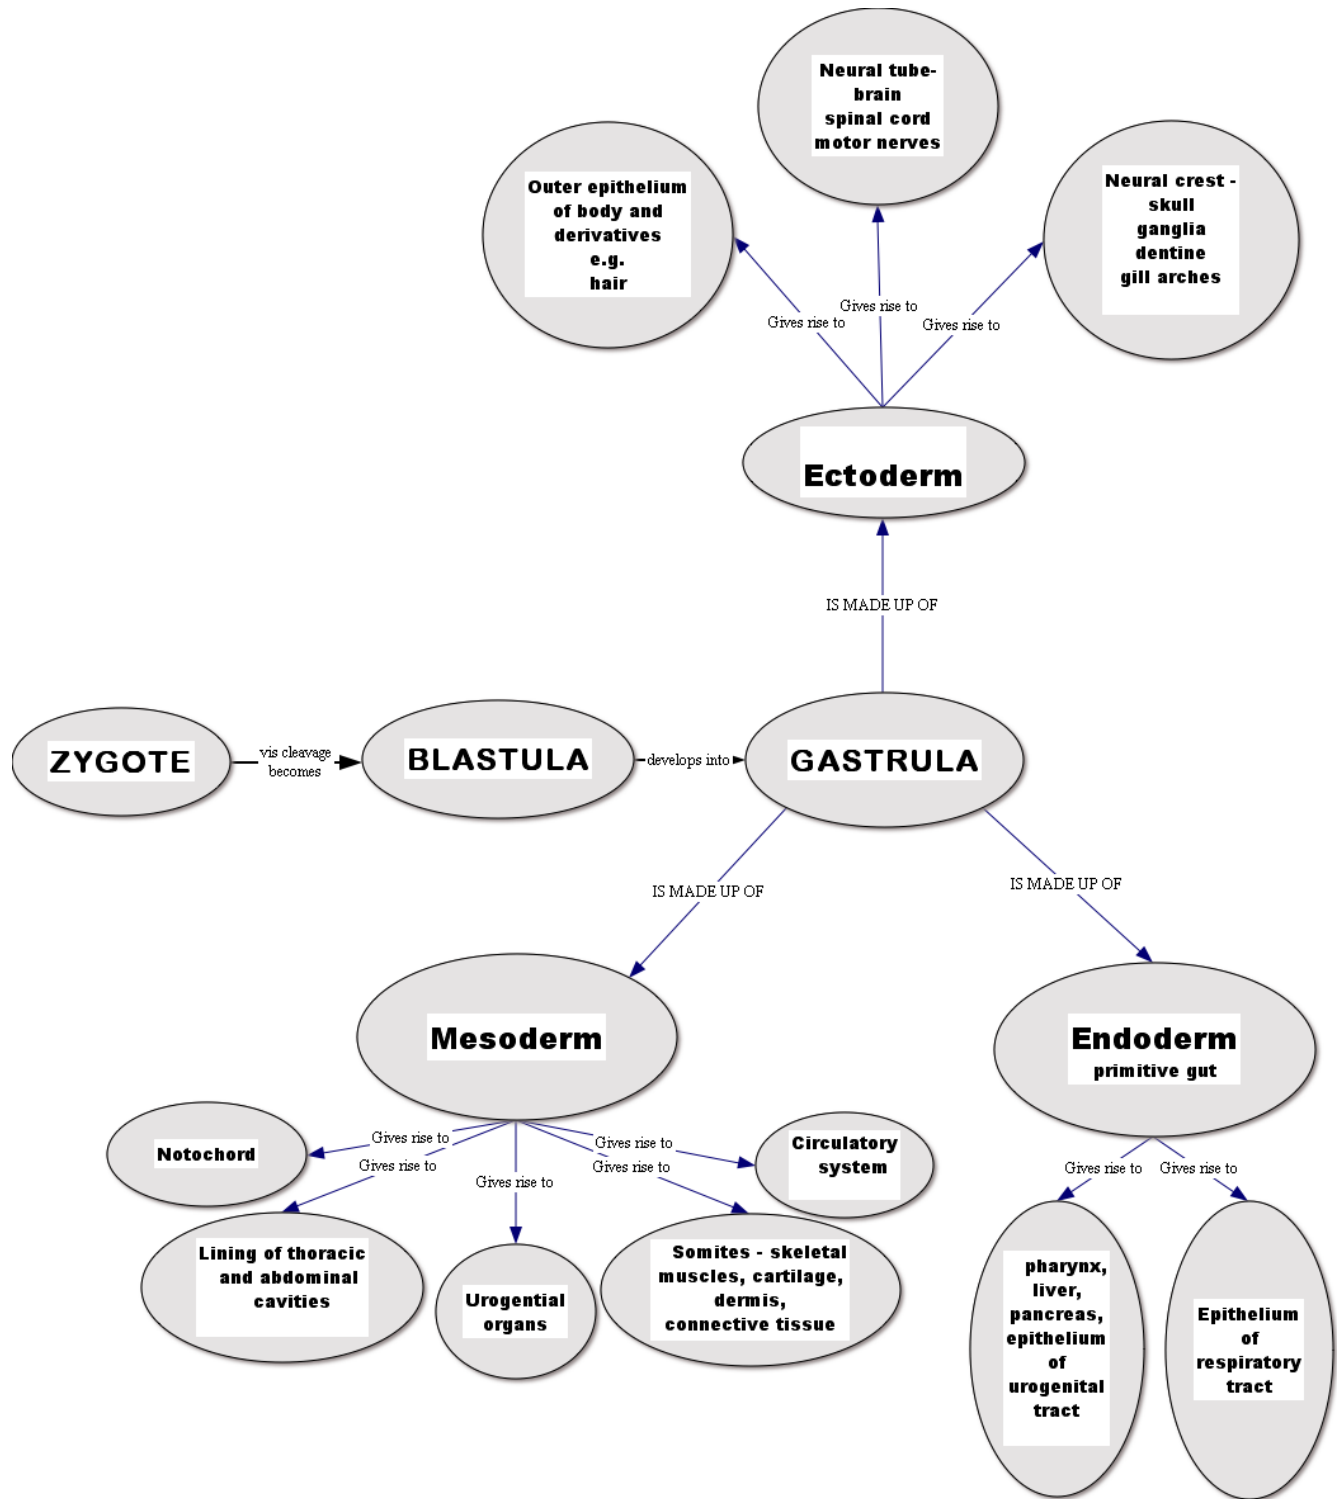 Neural tube-
brain
spinal cord
motor nerves
Outer epithelium
of body and
derivatives
e.g.
hair
Neural crest -
skull
ganglia
dentine
gill arches
Gives rise to
Gives rise to
Gives rise to
Ectoderm
IS MADE UP OF
ZYGOTE
vis cleavage
becomes
BLASTULA
develops into
GASTRULA
IS MADE UP OF
IS MADE UP OF
Mesoderm
Endoderm
primitive gut
Gives rise to
Gives rise to
Gives rise to
Gives rise to
Gives rise to
Notochord
Lining of thoracic
and abdominal
cavities
Urogential
organs
Somites - skeletal
muscles, cartilage,
dermis,
connective tissue
Circulatory
system
Gives rise to
Gives rise to
pharynx,
liver,
pancreas,
epithelium
of
urogenital
tract
Epithelium
of
respiratory
tract